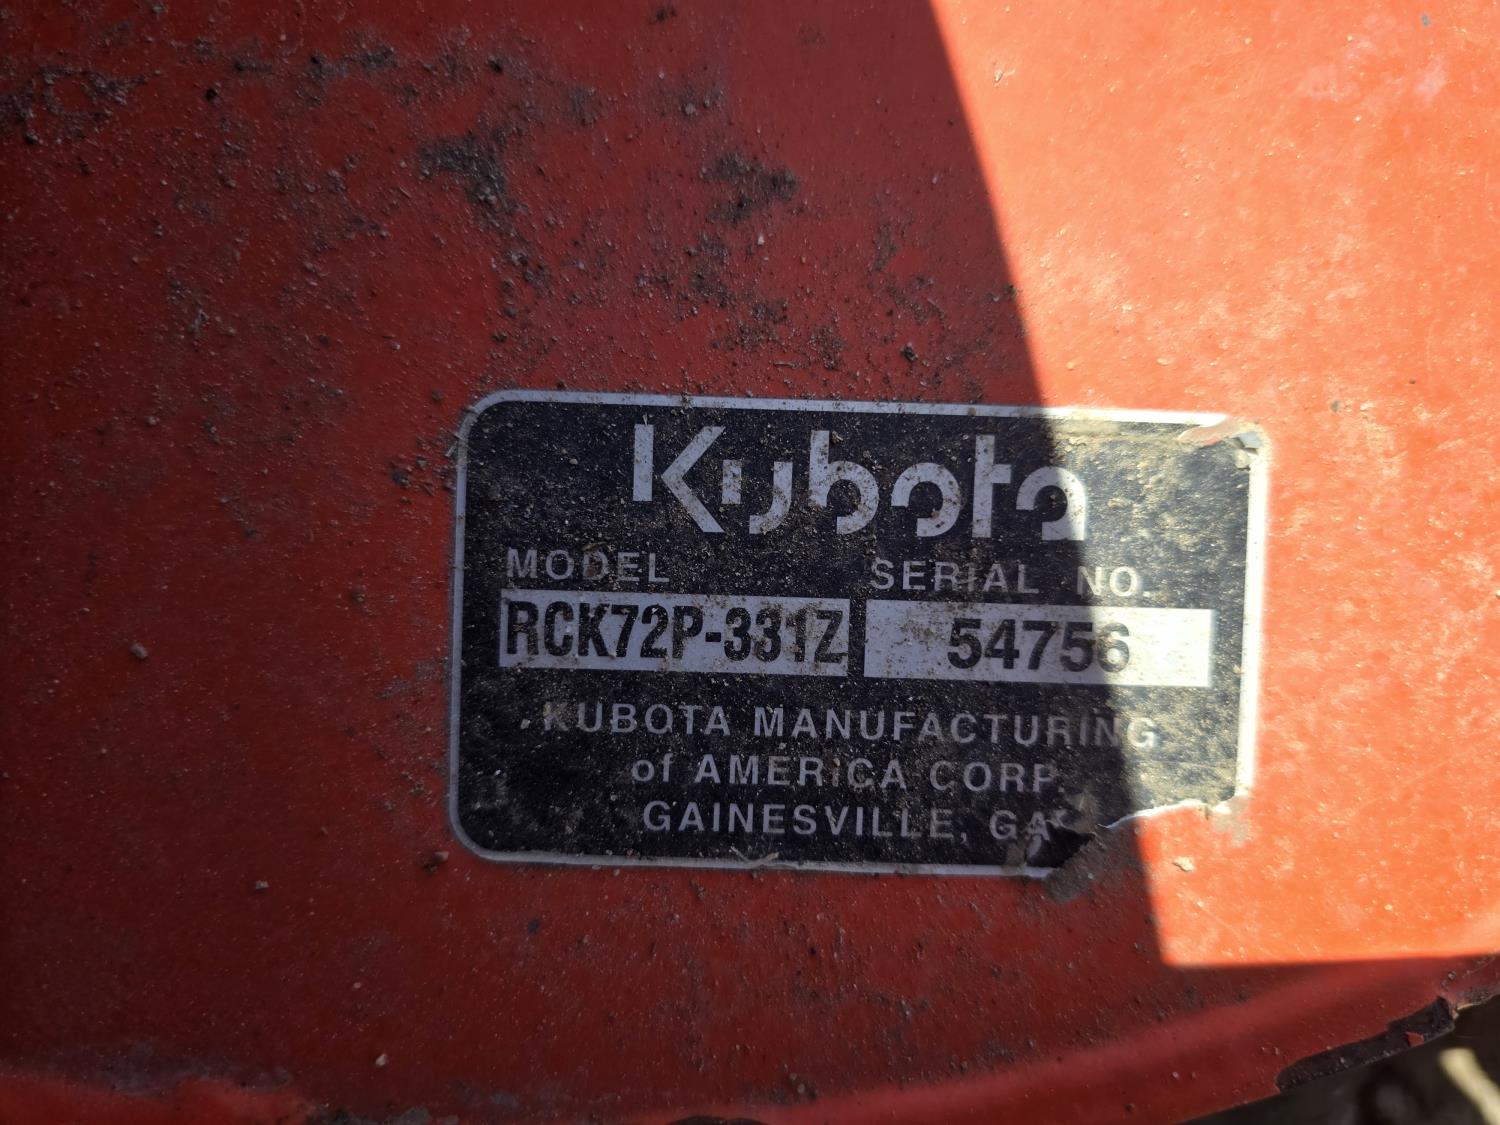 Kubota
MODEL SERIAL NO.
RCK72P-331Z 54756
KUBOTA MANUFACTURING
of AMERICA CORP.
GAINESVILLE, GA